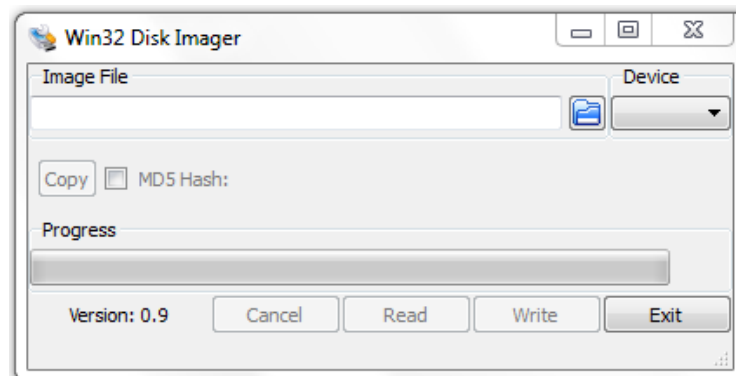 Win32 Disk Imager
Image File
Device
Copy MD5 Hash:
Progress
Version: 0.9 Cancel Read Write Exit